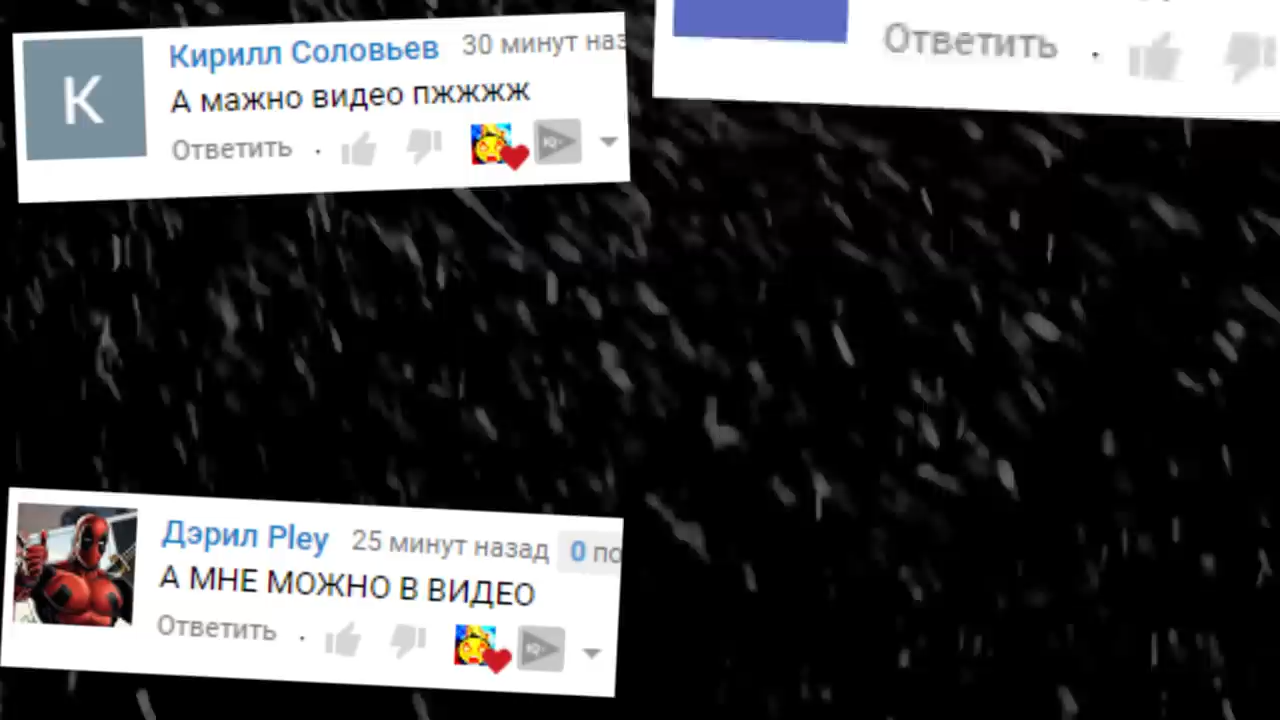 К
Кирилл Соловьев 30 минут наз
А мажно видео пжжжж
Ответить
Ответить
Дэрил Pley 25 минут назад 0 по
А МНЕ МОЖНО В ВИДЕО
Ответить